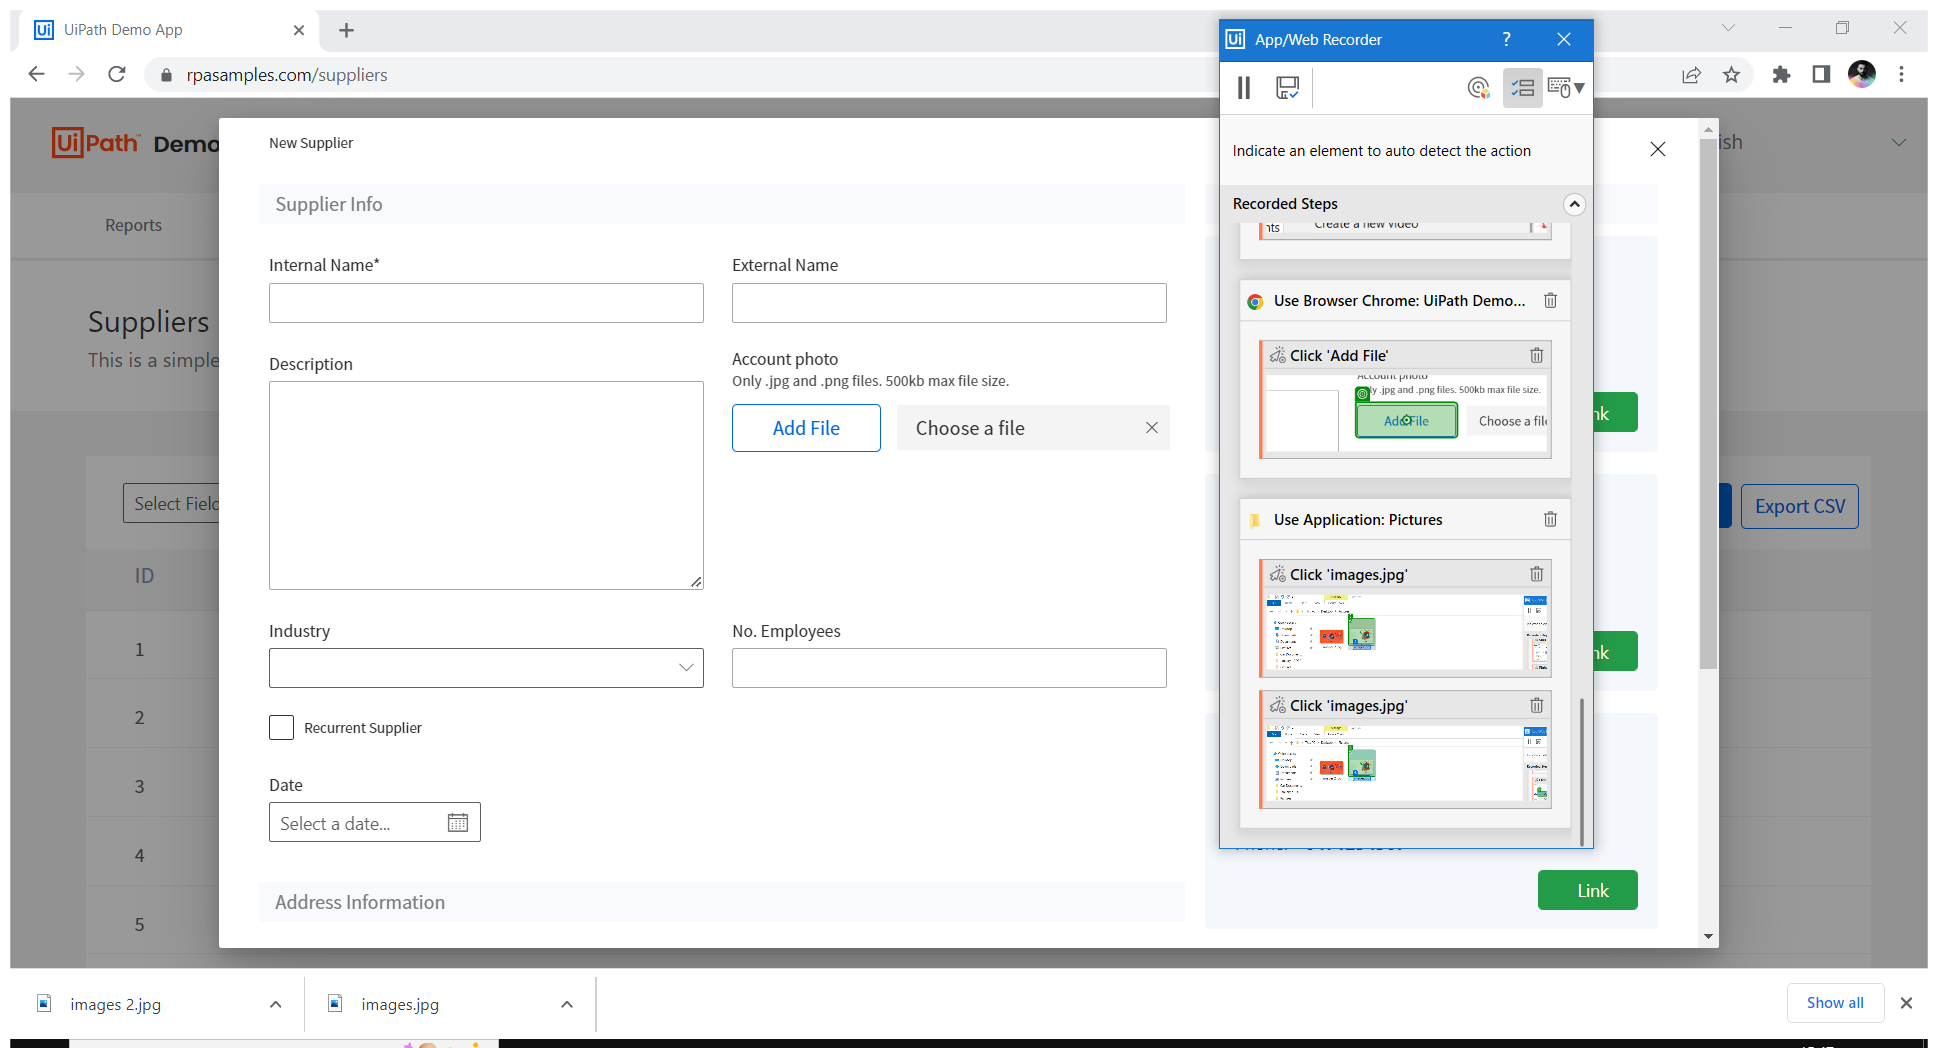 UiPath Demo App
rpasamples.com/suppliers
UiPath Demo
Reports
Suppliers
This is a simple
Select Field
Export CSV
ID
1
2
3
4
5
New Supplier
Supplier Info
Internal Name*
External Name
Description
Account photo
Only .jpg and .png files. 500kb max file size.
Add File
Choose a file
Industry
No. Employees
Recurrent Supplier
Date
Select a date...
Address Information
Link
Ui App/Web Recorder ?
Indicate an element to auto detect the action
Recorded Steps
Create a new video
Use Browser Chrome: UiPath Demo...
Click 'Add File'
Account photo
ly .jpg and .png files. 500kb max file size.
Add File
Choose a file
Use Application: Pictures
Click 'images.jpg'
Click 'images.jpg'
images 2.jpg
images.jpg
Show all